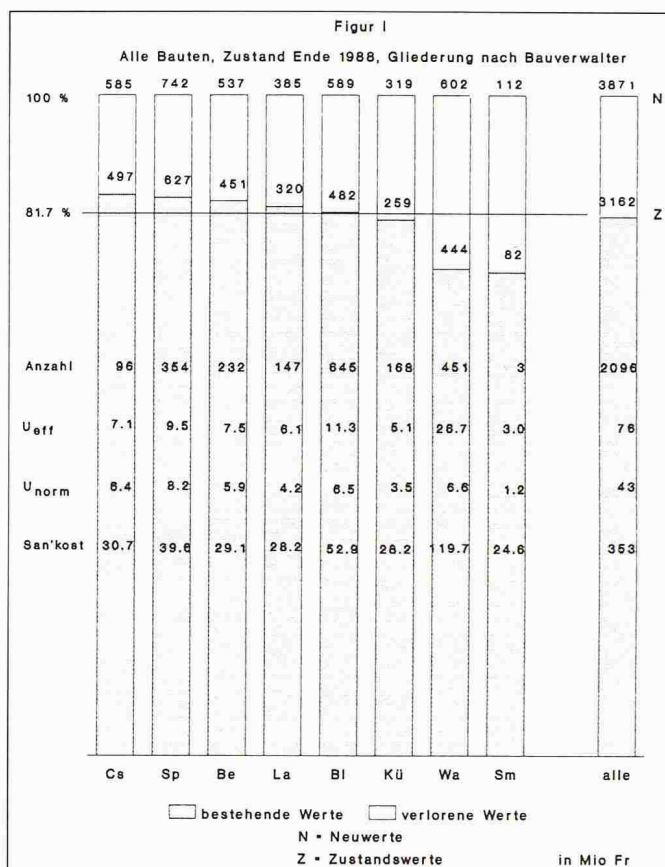 Figur I
Alle Bauten, Zustand Ende 1988, Gliederung nach Bauverwalter
585 742 537 385 589 319 602 112 3871
100 % N
497 627 451 320 482 259 3162
81.7 % Z
444 82
Anzahl 96 354 232 147 645 168 451 3 2096
Ueff 7.1 9.5 7.5 6.1 11.3 5.1 26.7 3.0 76
Unorm 6.4 8.2 5.9 4.2 6.5 3.5 6.6 1.2 43
San'kost 30.7 39.6 29.1 28.2 52.9 28.2 119.7 24.6 353
Cs Sp Be La Bl Kü Wa Sm alle
bestehende Werte verlorene Werte
N = Neuwerte
Z = Zustandswerte in Mio Fr